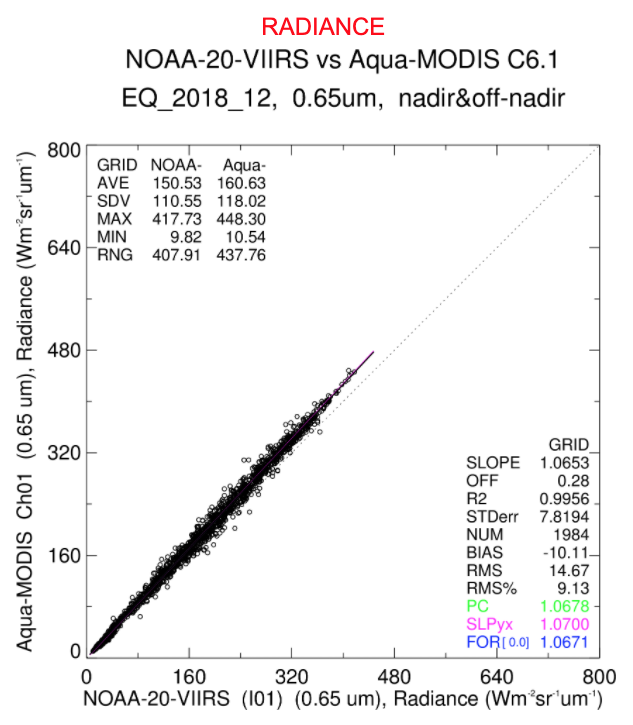 RADIANCE
NOAA-20-VIIRS vs Aqua-MODIS C6.1
EQ_2018_12, 0.65um, nadir&off-nadir
800
640
480
320
160
0
Aqua-MODIS Ch01 (0.65 um), Radiance (Wm⁻²sr⁻¹um⁻¹)
GRID NOAA- Aqua-
AVE 150.53 160.63
SDV 110.55 118.02
MAX 417.73 448.30
MIN 9.82 10.54
RNG 407.91 437.76
GRID
SLOPE 1.0653
OFF 0.28
R2 0.9956
STDerr 7.8194
NUM 1984
BIAS -10.11
RMS 14.67
RMS% 9.13
PC 1.0678
SLPyx 1.0700
FOR[ 0.0] 1.0671
0 160 320 480 640 800
NOAA-20-VIIRS (I01) (0.65 um), Radiance (Wm⁻²sr⁻¹um⁻¹)